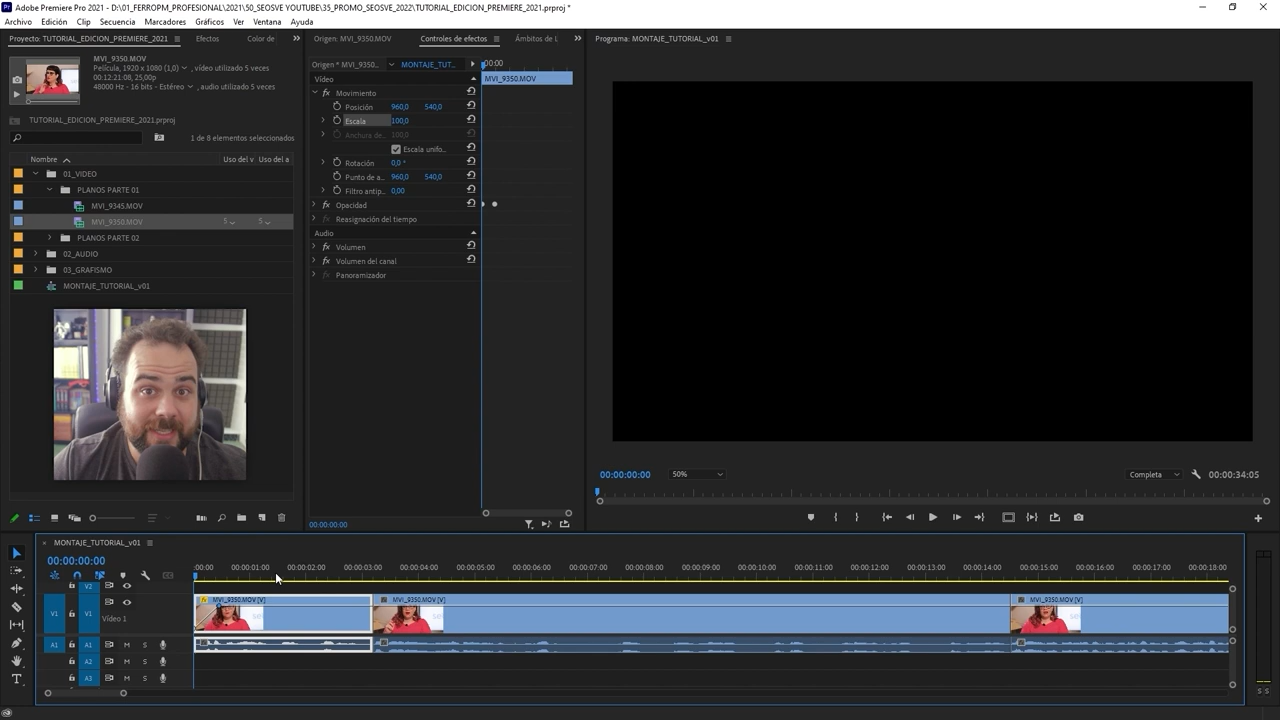 Adobe Premiere Pro 2021 - D:\01_FERROPM_PROFESIONAL\2021\50_SEOSVE YOUTUBE\35_PROMO_SEOSVE_2022\TUTORIAL_EDICION_PREMIERE_2021.prproj *
Archivo Edición Clip Secuencia Marcadores Gráficos Ver Ventana Ayuda
Proyecto: TUTORIAL_EDICION_PREMIERE_2021 Efectos Color de
MVI_9350.MOV
Película, 1920 x 1080 (1,0) , vídeo utilizado 5 veces
00:12:21:08, 25,00p
48000 Hz - 16 bits - Estéreo , audio utilizado 5 veces
TUTORIAL_EDICION_PREMIERE_2021.prproj
1 de 8 elementos seleccionados
Nombre Uso del v Uso del a
01_VIDEO
PLANOS PARTE 01
MVI_9345.MOV
MVI_9350.MOV 5 5
PLANOS PARTE 02
02_AUDIO
03_GRAFISMO
MONTAJE_TUTORIAL_v01
Origen: MVI_9350.MOV Controles de efectos Ámbitos de L
Origen * MVI_9350... MONTAJE_TUT... :00:00
Vídeo MVI_9350.MOV
fx Movimiento
Posición 960,0 540,0
Escala 100,0
Anchura de... 100,0
Escala unifo...
Rotación 0,0 °
Punto de a... 960,0 540,0
Filtro antip... 0,00
fx Opacidad
Reasignación del tiempo
Audio
fx Volumen
fx Volumen del canal
Panoramizador
00:00:00:00
Programa: MONTAJE_TUTORIAL_v01
00:00:00:00 50% Completa 00:00:34:05
MONTAJE_TUTORIAL_v01
00:00:00:00
:00:00 00:00:01:00 00:00:02:00 00:00:03:00 00:00:04:00 00:00:05:00 00:00:06:00 00:00:07:00 00:00:08:00 00:00:09:00 00:00:10:00 00:00:11:00 00:00:12:00 00:00:13:00 00:00:14:00 00:00:15:00 00:00:16:00 00:00:17:00 00:00:18:00
V2
MVI_9350.MOV [V] MVI_9350.MOV [V] MVI_9350.MOV [V]
V1 V1 Vídeo 1
A1 A1 M S
A2 M S
A3 M S
S S